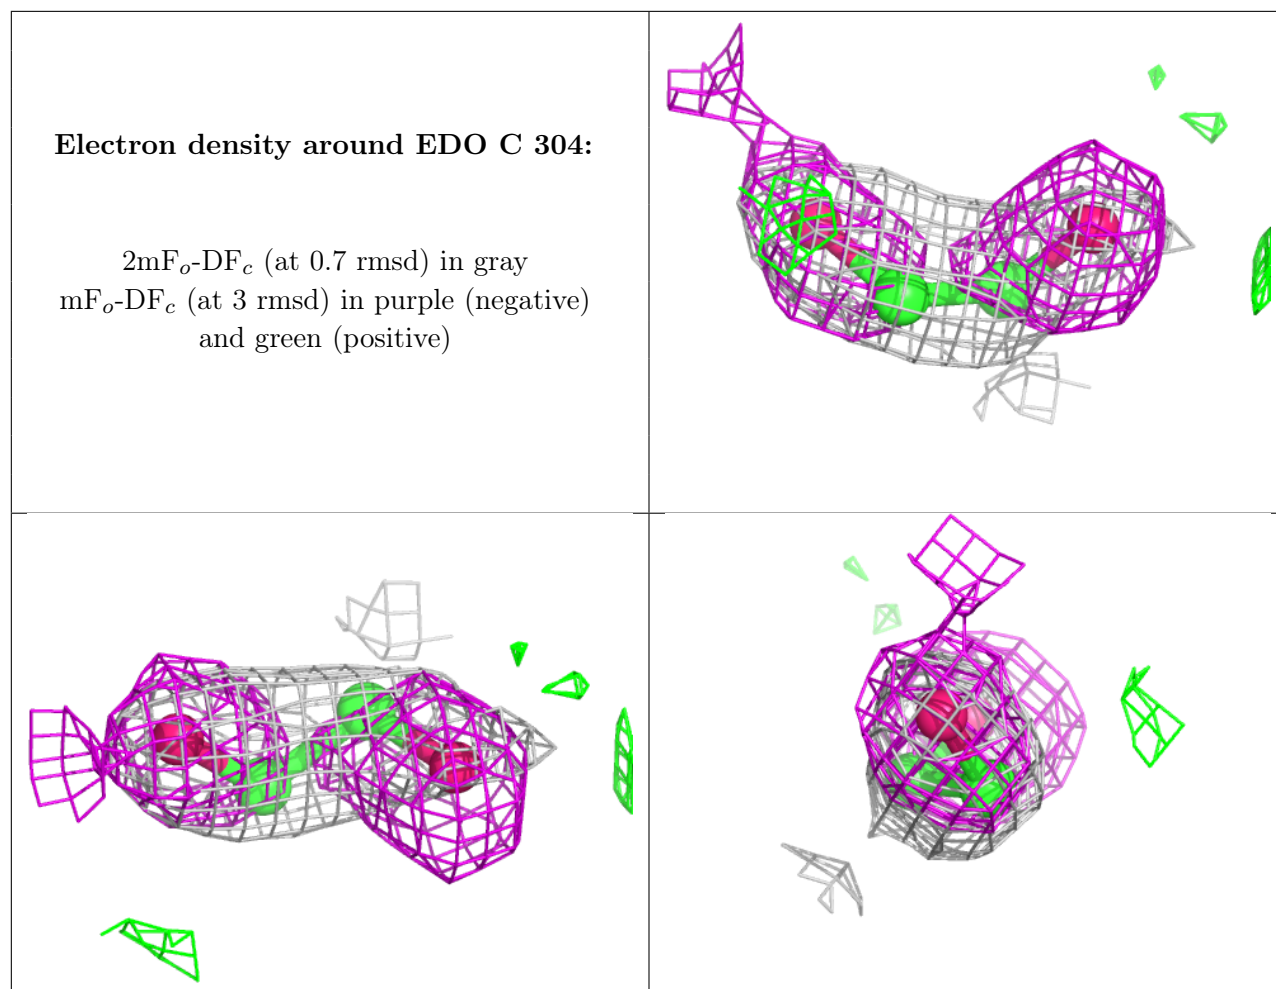 Electron density around EDO C 304:
2mFo-DFc (at 0.7 rmsd) in gray
mFo-DFc (at 3 rmsd) in purple (negative)
and green (positive)